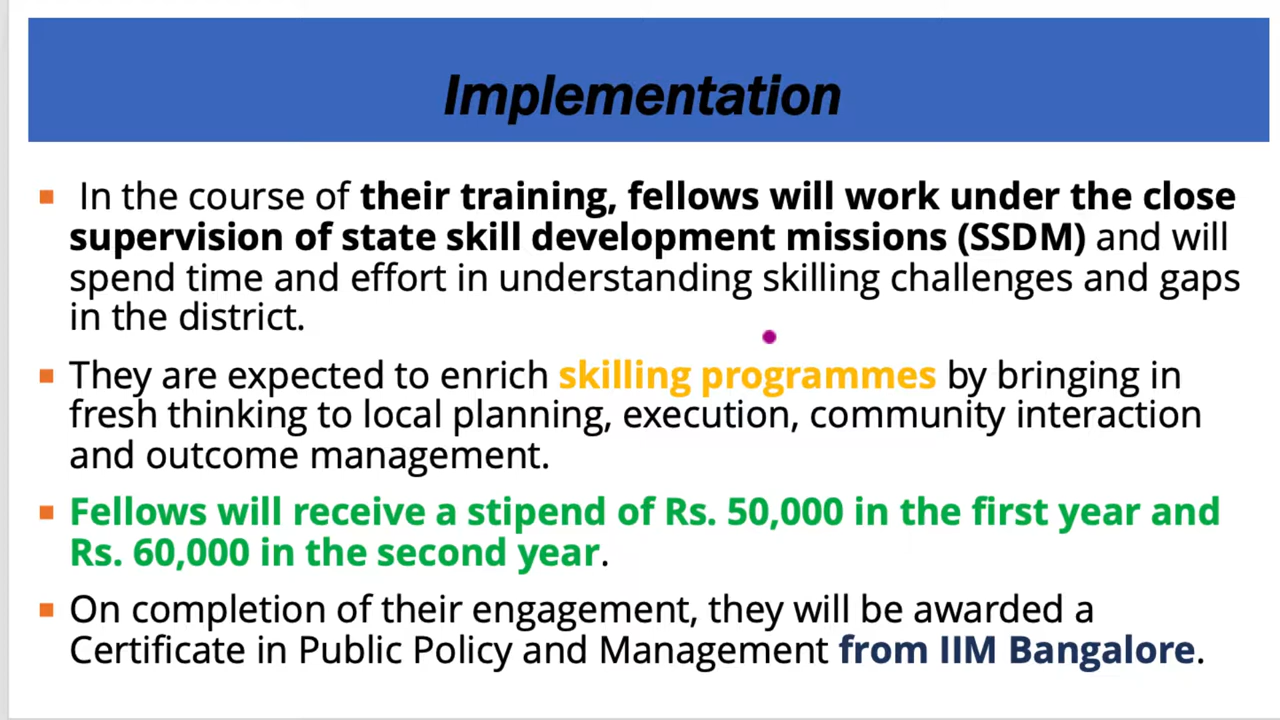 Implementation
In the course of their training, fellows will work under the close
supervision of state skill development missions (SSDM) and will
spend time and effort in understanding skilling challenges and gaps
in the district.
They are expected to enrich skilling programmes by bringing in
fresh thinking to local planning, execution, community interaction
and outcome management.
Fellows will receive a stipend of Rs. 50,000 in the first year and
Rs. 60,000 in the second year.
On completion of their engagement, they will be awarded a
Certificate in Public Policy and Management from IIM Bangalore.